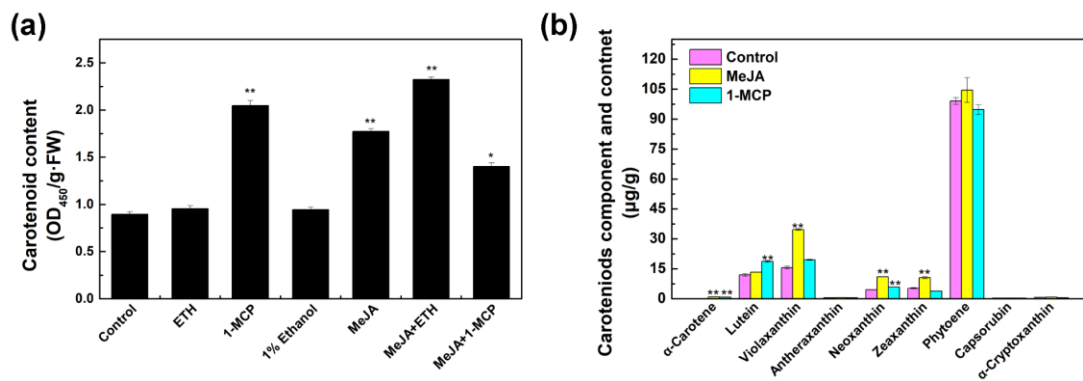 (a)
Carotenoid content
(OD450/g·FW)
2.5
2.0
1.5
1.0
0.5
0.0
**
**
**
*
Control
ETH
1-MCP
1% Ethanol
MeJA
MeJA+ETH
MeJA+1-MCP
(b)
Caroteniods component and contnet
(μg/g)
120
105
90
75
60
45
30
15
0
Control
MeJA
1-MCP
** **
**
**
**
**
**
α-Carotene
Lutein
Violaxanthin
Antheraxanthin
Neoxanthin
Zeaxanthin
Phytoene
Capsorubin
α-Cryptoxanthin